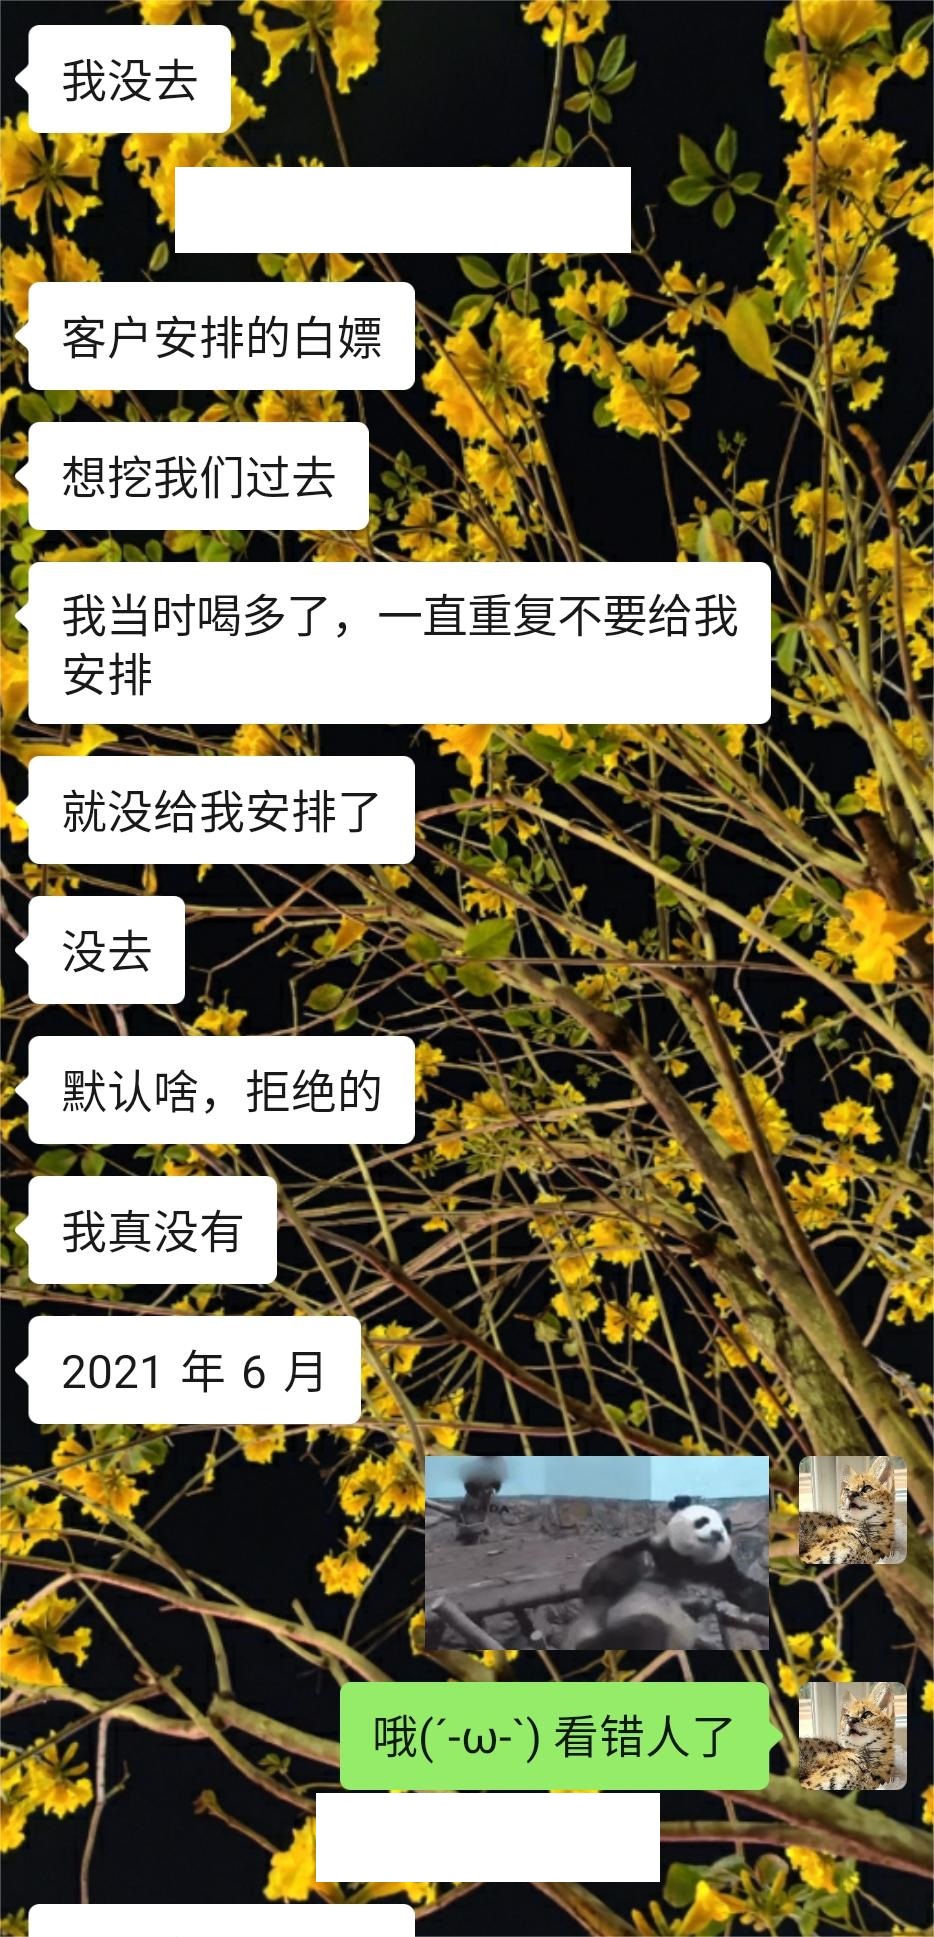 我没去
客户安排的白嫖
想挖我们过去
我当时喝多了，一直重复不要给我
安排
就没给我安排了
没去
默认啥，拒绝的
我真没有
2021 年 6 月
哦(´-ω-`) 看错人了